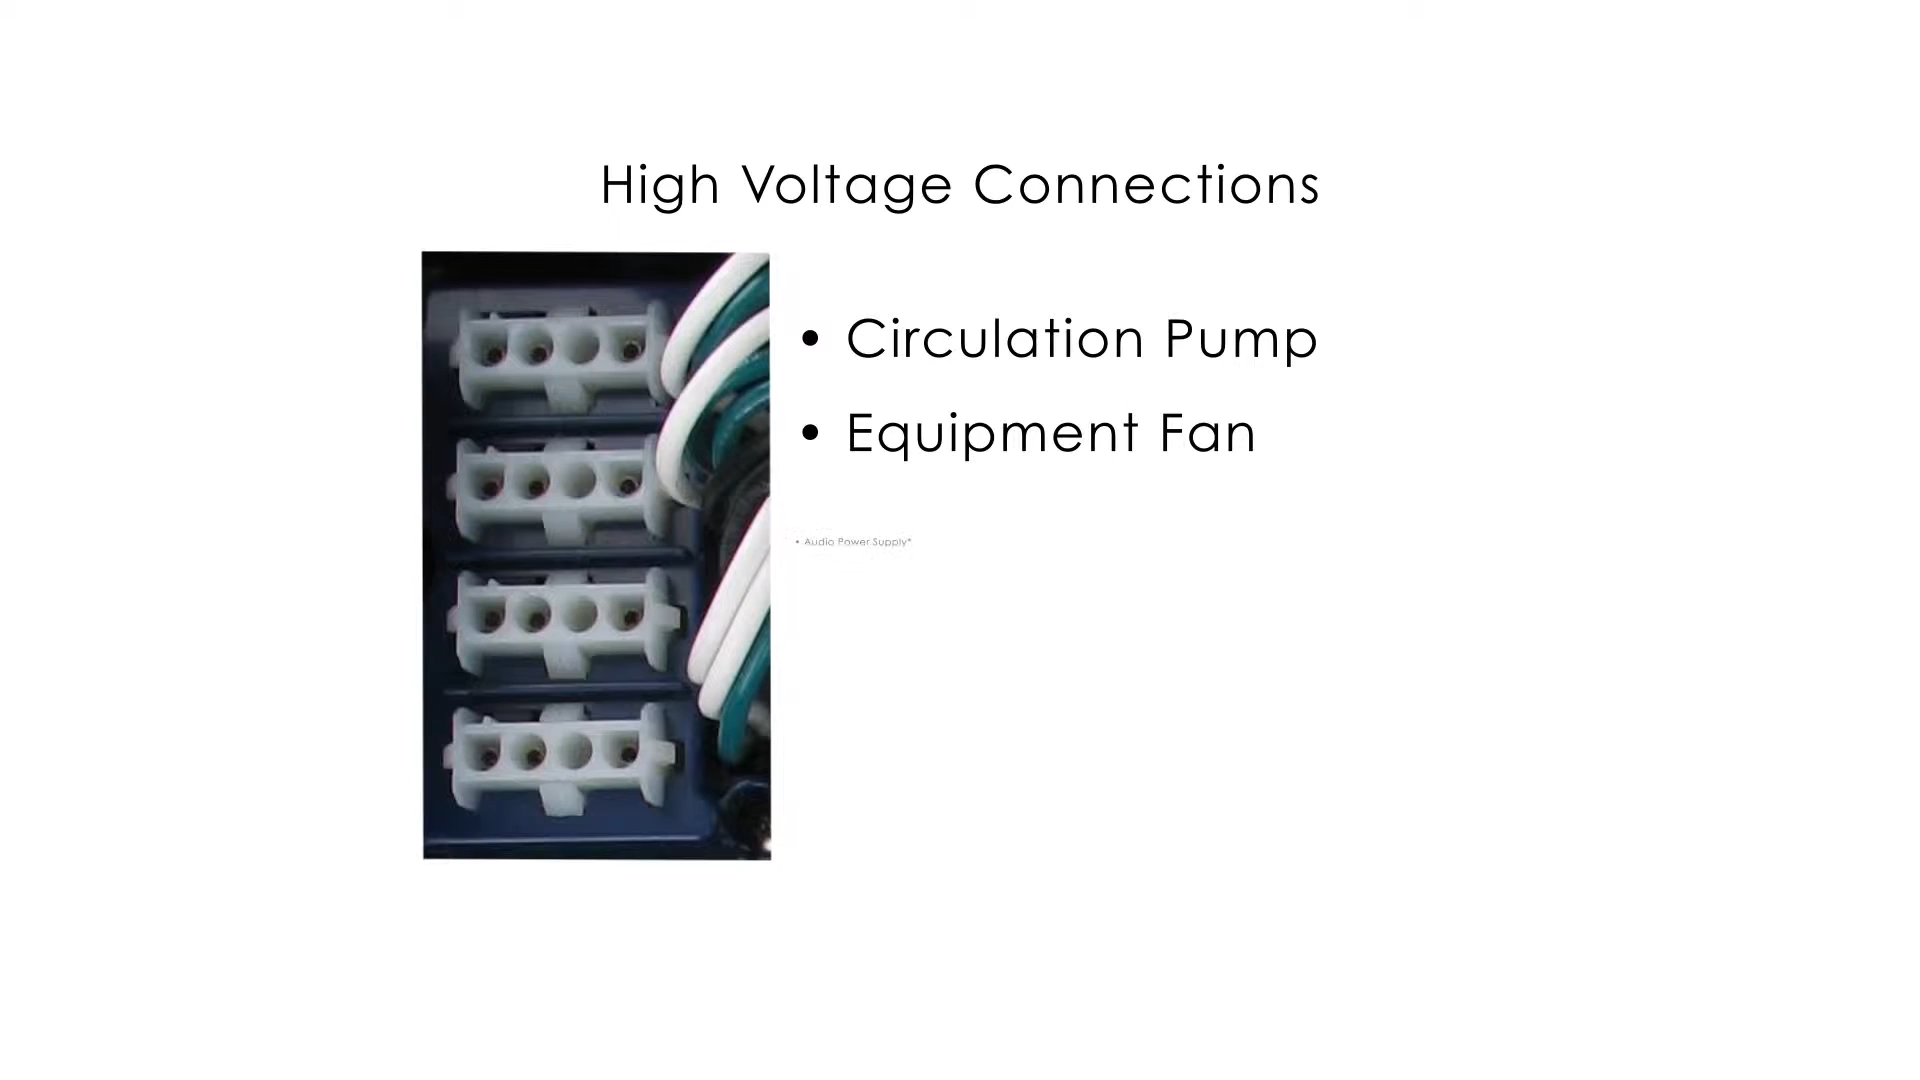 High Voltage Connections
• Circulation Pump
• Equipment Fan
• Audio Power Supply*